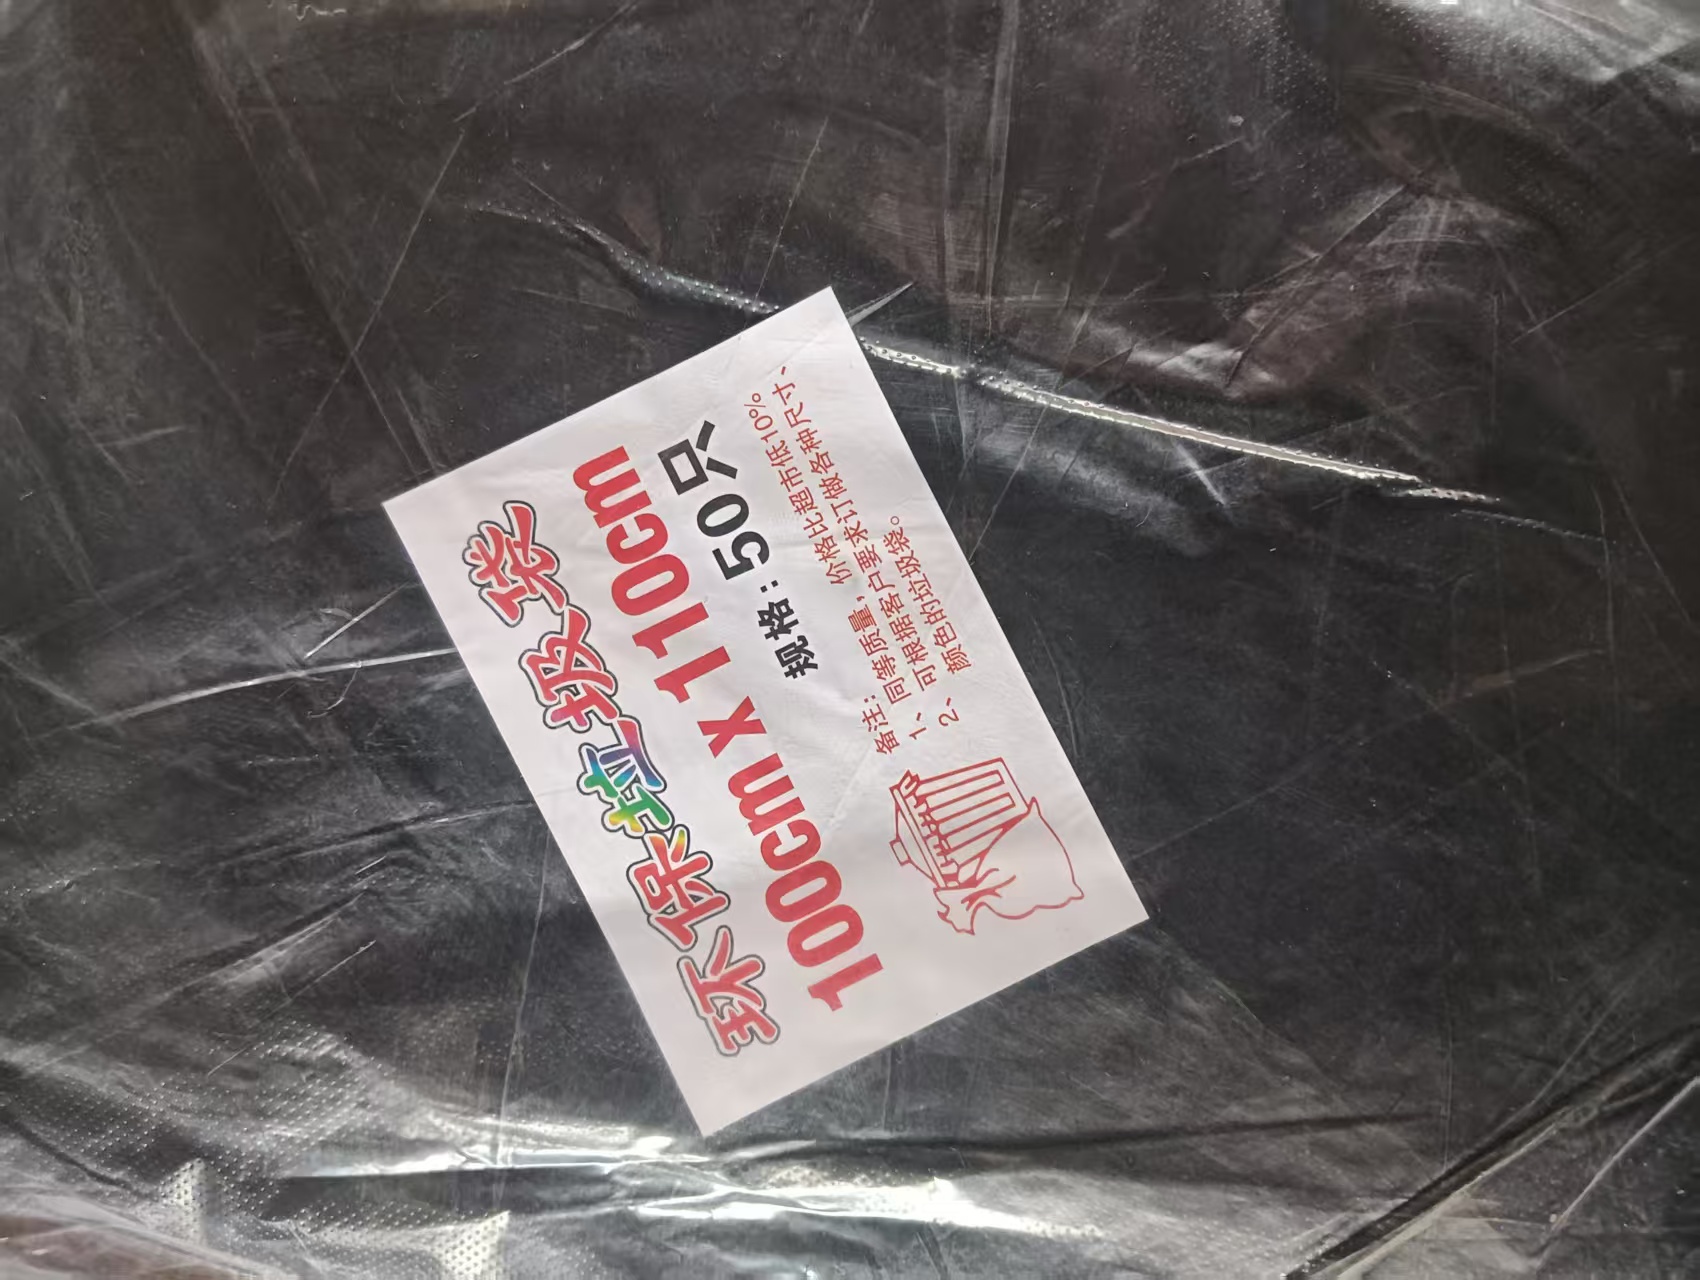 环保垃圾袋
100cm x 110cm
规格：50只
备注：
1、同等质量，价格比超市低10%。
2、可根据客户要求订做各种尺寸、
颜色的垃圾袋。